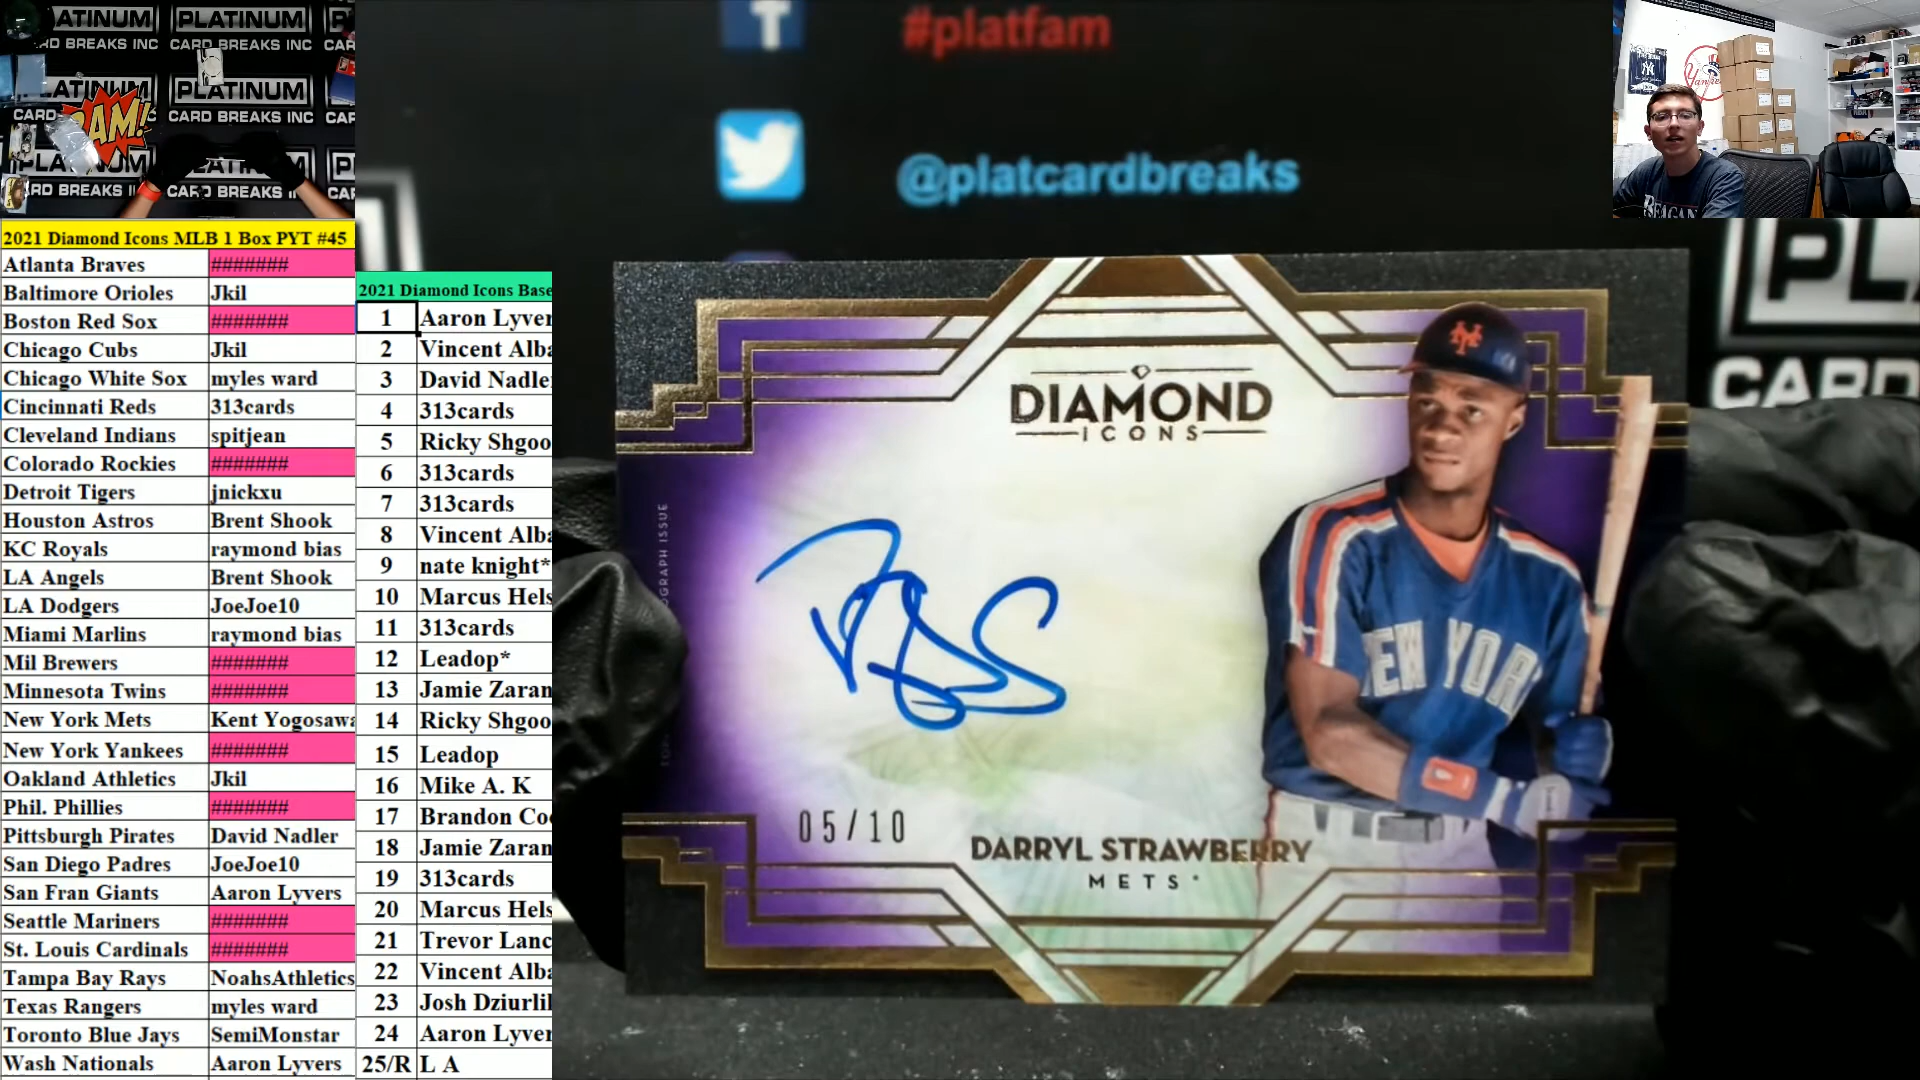 PLATINUM
CARD BREAKS INC
BAM!
#platfam
@platcardbreaks
Yankees
REAGAN
2021 Diamond Icons MLB 1 Box PYT #45
Atlanta Braves #######
Baltimore Orioles Jkil
Boston Red Sox #######
Chicago Cubs Jkil
Chicago White Sox myles ward
Cincinnati Reds 313cards
Cleveland Indians spitjean
Colorado Rockies #######
Detroit Tigers jnickxu
Houston Astros Brent Shook
KC Royals raymond bias
LA Angels Brent Shook
LA Dodgers JoeJoe10
Miami Marlins raymond bias
Mil Brewers #######
Minnesota Twins #######
New York Mets Kent Yogosawa
New York Yankees #######
Oakland Athletics Jkil
Phil. Phillies #######
Pittsburgh Pirates David Nadler
San Diego Padres JoeJoe10
San Fran Giants Aaron Lyvers
Seattle Mariners #######
St. Louis Cardinals #######
Tampa Bay Rays NoahsAthletics
Texas Rangers myles ward
Toronto Blue Jays SemiMonstar
Wash Nationals Aaron Lyvers
2021 Diamond Icons Base
1 Aaron Lyver
2 Vincent Alba
3 David Nadle
4 313cards
5 Ricky Shgoo
6 313cards
7 313cards
8 Vincent Alba
9 nate knight*
10 Marcus Hels
11 313cards
12 Leadop*
13 Jamie Zaran
14 Ricky Shgoo
15 Leadop
16 Mike A. K
17 Brandon Coo
18 Jamie Zaran
19 313cards
20 Marcus Hels
21 Trevor Lanc
22 Vincent Alba
23 Josh Dziurlil
24 Aaron Lyver
25/R L A
DIAMOND
ICONS
NEW YORK
05/10
DARRYL STRAWBERRY
METS
PLA
CARD